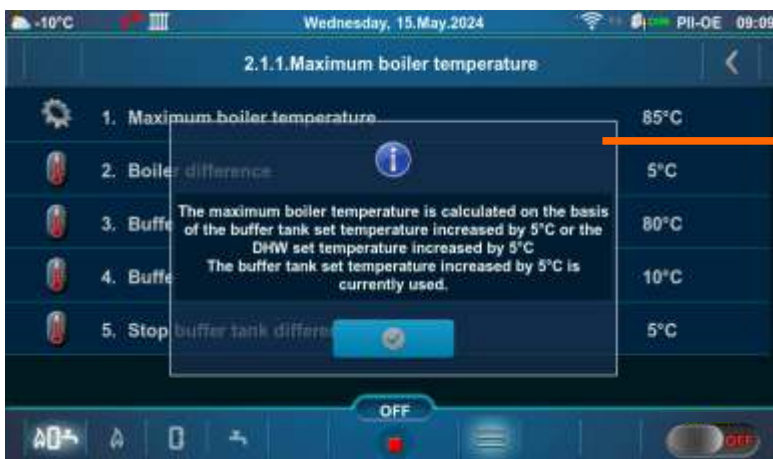 -10°C
Wednesday, 15.May.2024
PII-OE 09:09
2.1.1.Maximum boiler temperature
1. Maximum boiler temperature 85°C
2. Boiler difference 5°C
3. Buffe 80°C
4. Buffe 10°C
5. Stop buffer tank differe 5°C
The maximum boiler temperature is calculated on the basis
of the buffer tank set temperature increased by 5°C or the
DHW set temperature increased by 5°C
The buffer tank set temperature increased by 5°C is
currently used.
OFF
OFF